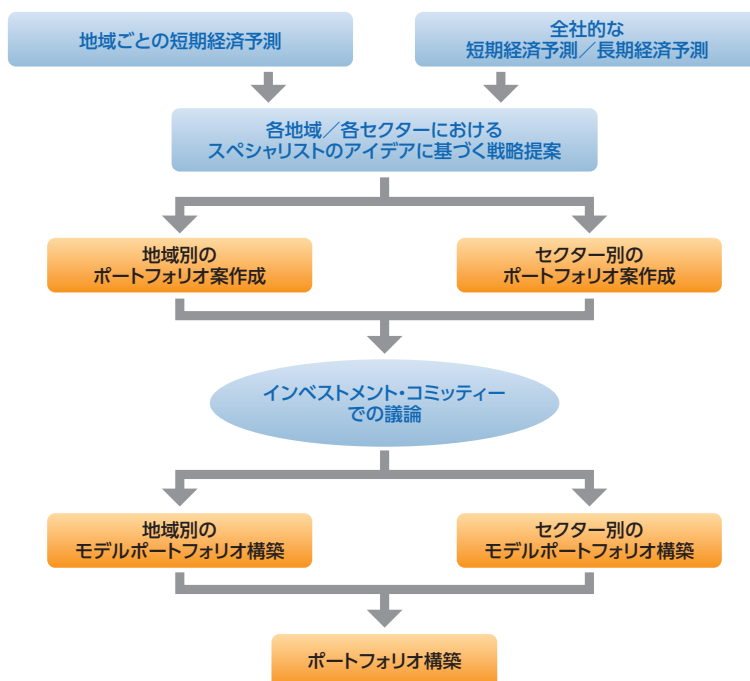 地域ごとの短期経済予測
全社的な
短期経済予測／長期経済予測
各地域／各セクターにおける
スペシャリストのアイデアに基づく戦略提案
地域別の
ポートフォリオ案作成
セクター別の
ポートフォリオ案作成
インベストメント・コミッティー
での議論
地域別の
モデルポートフォリオ構築
セクター別の
モデルポートフォリオ構築
ポートフォリオ構築